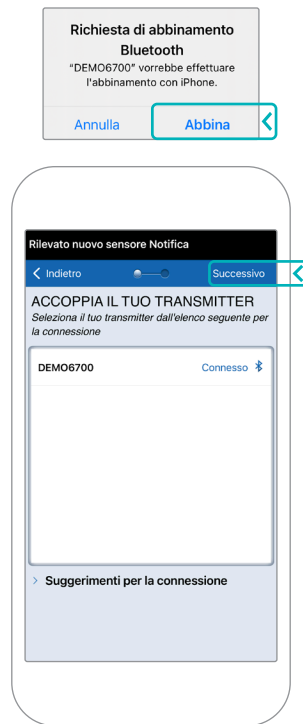 Richiesta di abbinamento
Bluetooth
“DEMO6700” vorrebbe effettuare
l'abbinamento con iPhone.
Annulla Abbina
Rilevato nuovo sensore Notifica
Indietro Successivo
ACCOPPIA IL TUO TRANSMITTER
Seleziona il tuo transmitter dall'elenco seguente per
la connessione
DEMO6700 Connesso
Suggerimenti per la connessione